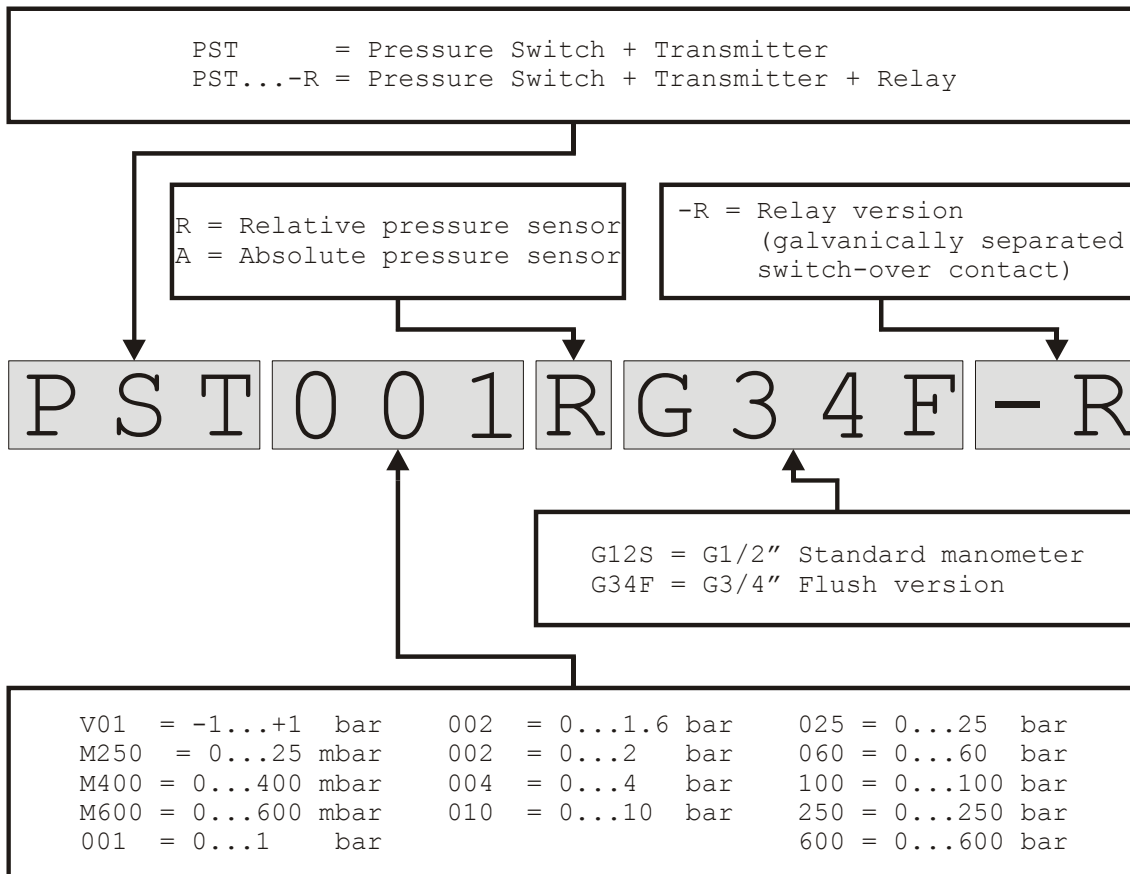 PST = Pressure Switch + Transmitter
PST...-R = Pressure Switch + Transmitter + Relay
R = Relative pressure sensor
A = Absolute pressure sensor
-R = Relay version
(galvanically separated
switch-over contact)
PST001RG34F-R
G12S = G1/2″ Standard manometer
G34F = G3/4″ Flush version
V01 = -1...+1 bar
M250 = 0...25 mbar
M400 = 0...400 mbar
M600 = 0...600 mbar
001 = 0...1 bar
002 = 0...1.6 bar
002 = 0...2 bar
004 = 0...4 bar
010 = 0...10 bar
025 = 0...25 bar
060 = 0...60 bar
100 = 0...100 bar
250 = 0...250 bar
600 = 0...600 bar